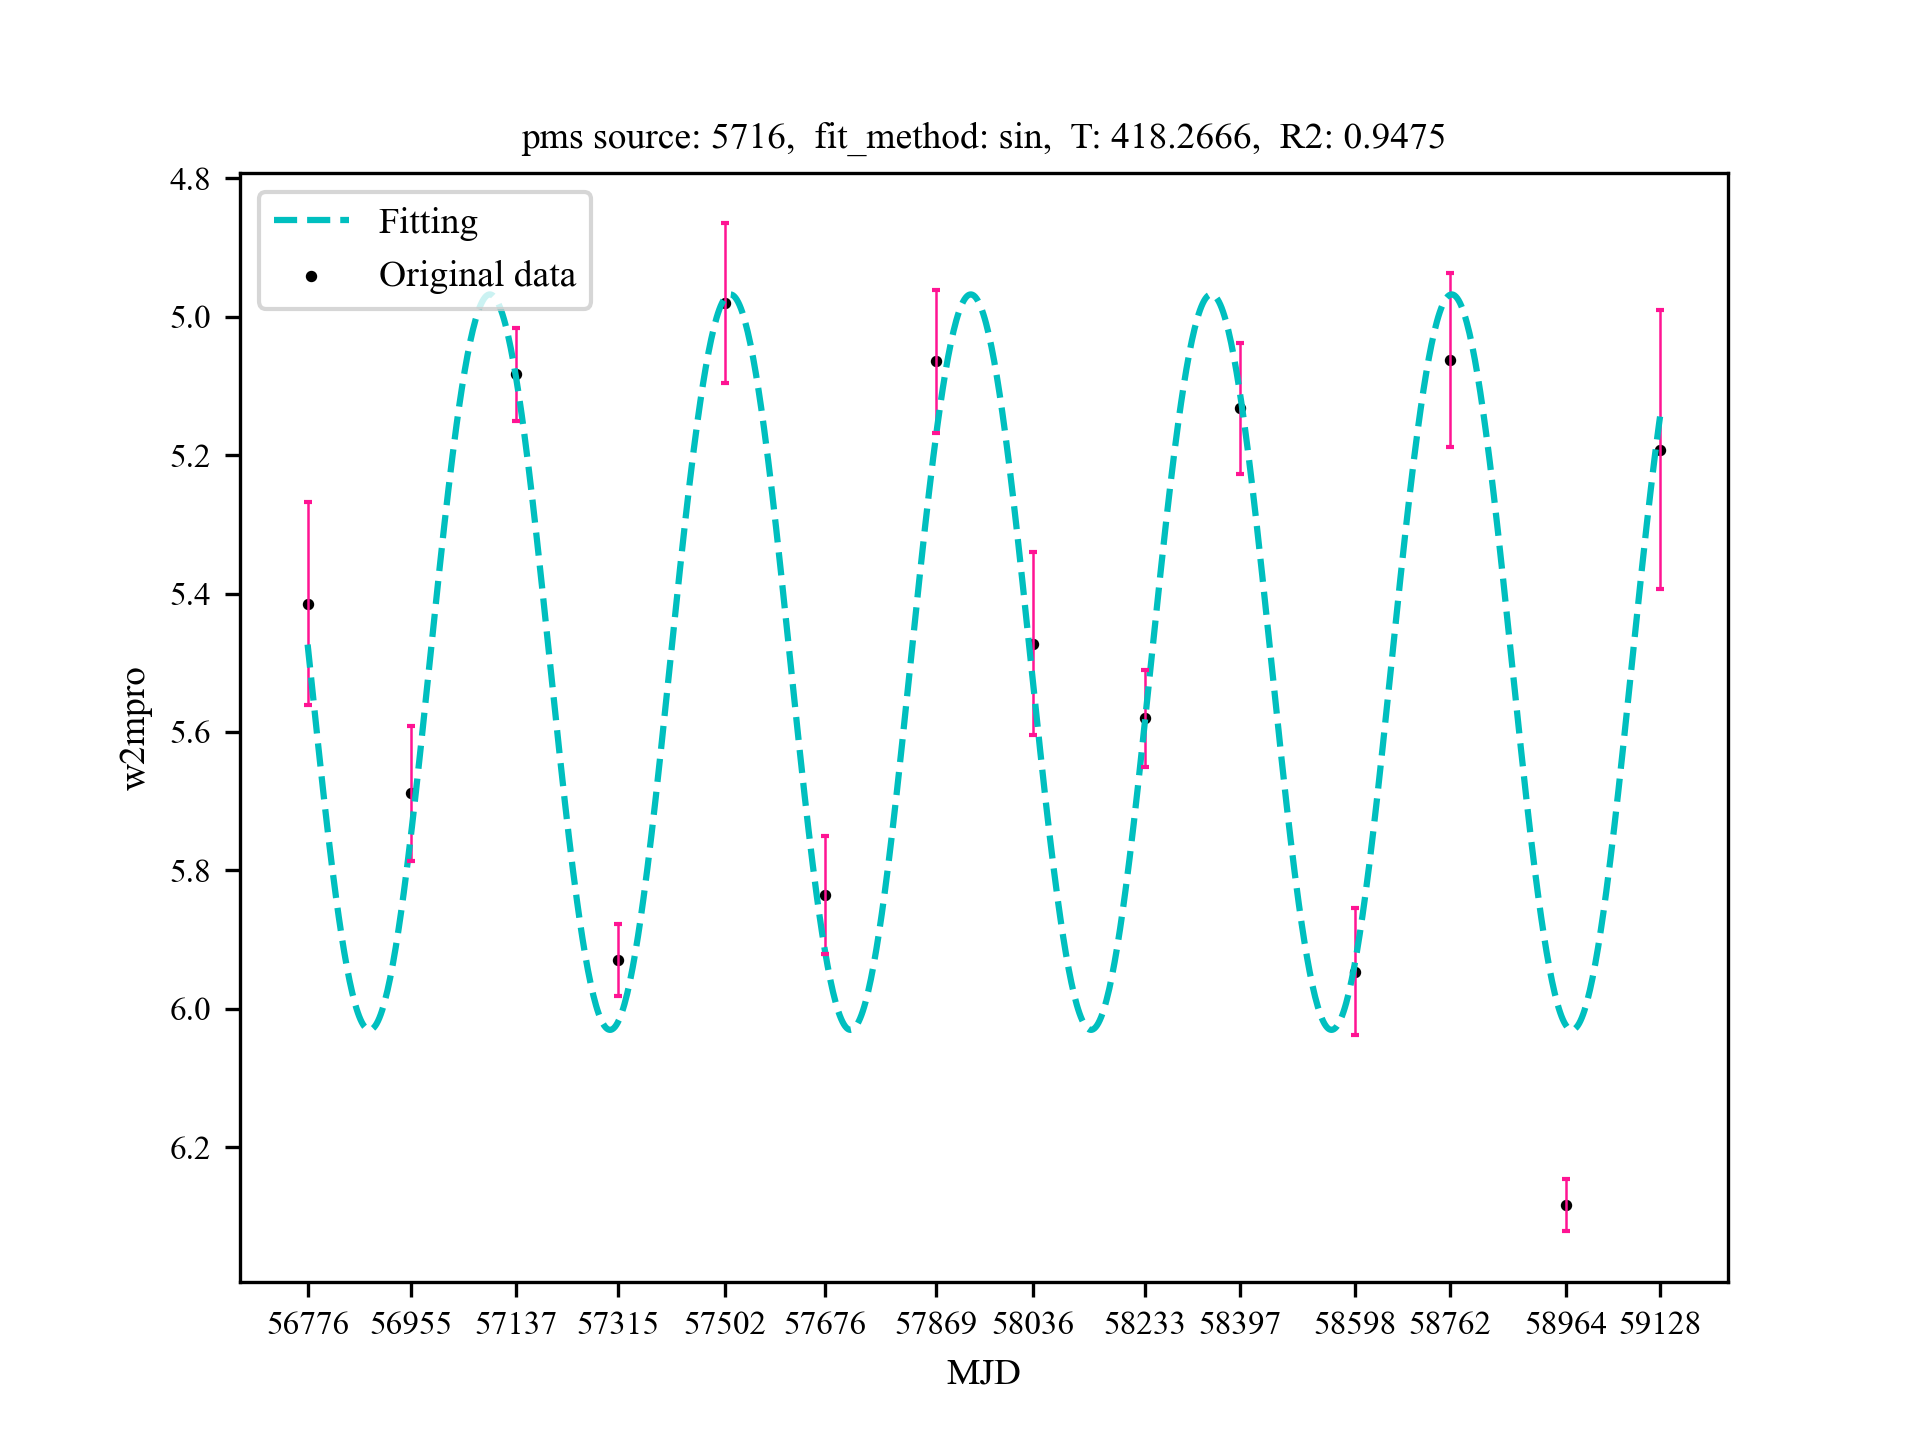 pms source: 5716,  fit_method: sin,  T: 418.2666,  R2: 0.9475
Fitting
Original data
4.8
5.0
5.2
5.4
5.6
5.8
6.0
6.2
w2mpro
56776 56955 57137 57315 57502 57676 57869 58036 58233 58397 58598 58762 58964 59128
MJD